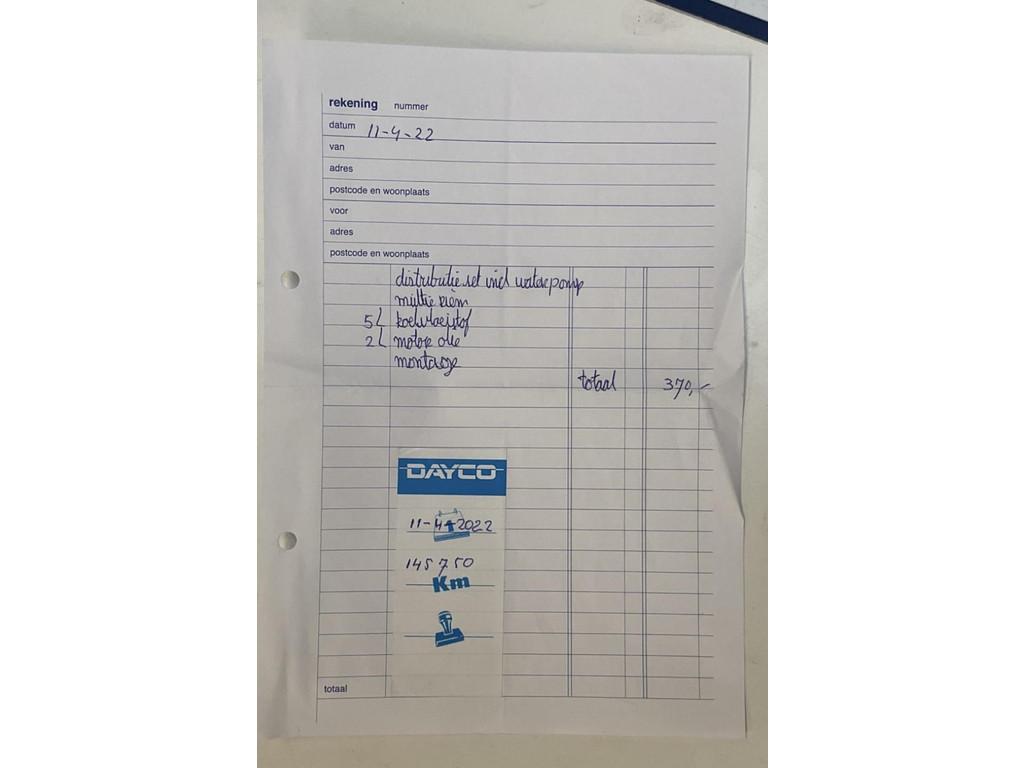 rekening nummer
datum 11-4-22
van
adres
postcode en woonplaats
voor
adres
postcode en woonplaats
distributie set incl waterpomp
multie riem
5L koelvloeistof
2L motor olie
montage
totaal 370,-
DAYCO
11-4-2022
145750
Km
totaal